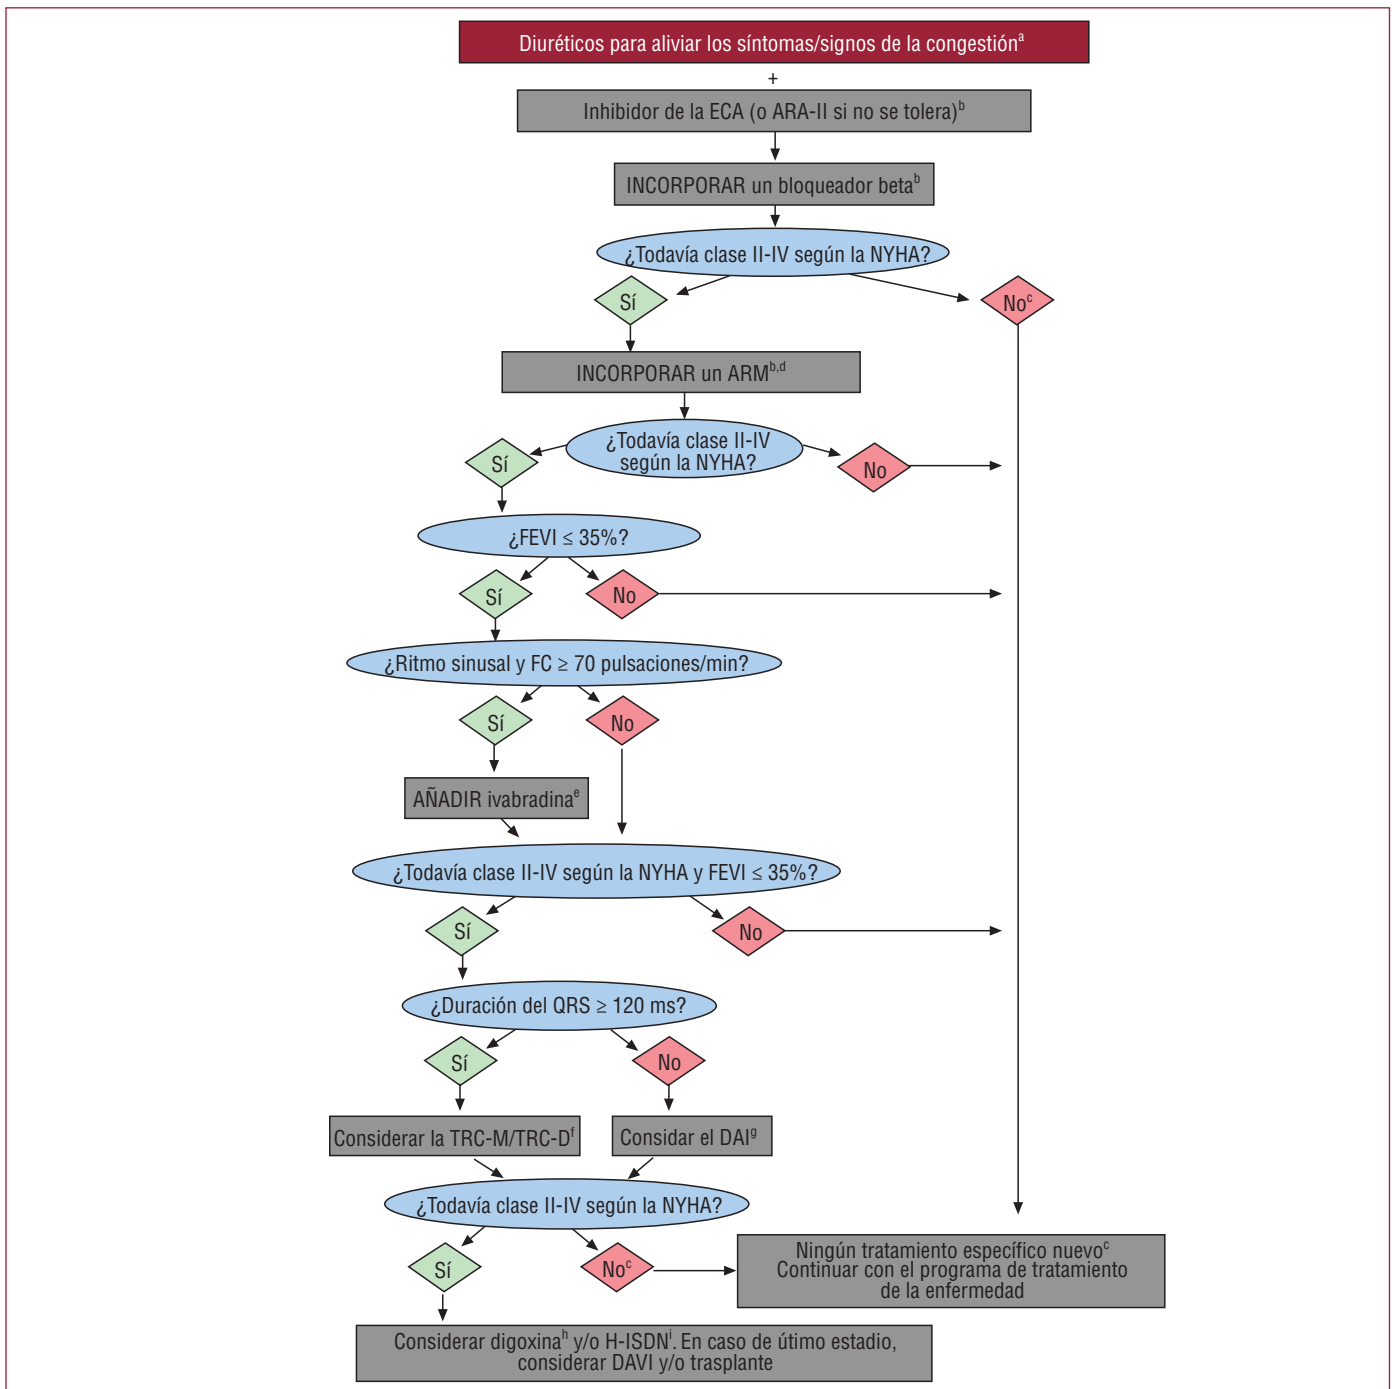 Diuréticos para aliviar los síntomas/signos de la congestiónᵃ
+
Inhibidor de la ECA (o ARA-II si no se tolera)ᵇ
INCORPORAR un bloqueador betaᵇ
¿Todavía clase II-IV según la NYHA?
Sí
Noᶜ
INCORPORAR un ARMᵇ,ᵈ
¿Todavía clase II-IV
según la NYHA?
Sí
No
¿FEVI ≤ 35%?
Sí
No
¿Ritmo sinusal y FC ≥ 70 pulsaciones/min?
Sí
No
AÑADIR ivabradinaᵉ
¿Todavía clase II-IV según la NYHA y FEVI ≤ 35%?
Sí
No
¿Duración del QRS ≥ 120 ms?
Sí
No
Considerar la TRC-M/TRC-Dᶠ
Considar el DAIᵍ
¿Todavía clase II-IV según la NYHA?
Sí
Noᶜ
Ningún tratamiento específico nuevoᶜ
Continuar con el programa de tratamiento
de la enfermedad
Considerar digoxinaʰ y/o H-ISDNⁱ. En caso de útimo estadio,
considerar DAVI y/o trasplante